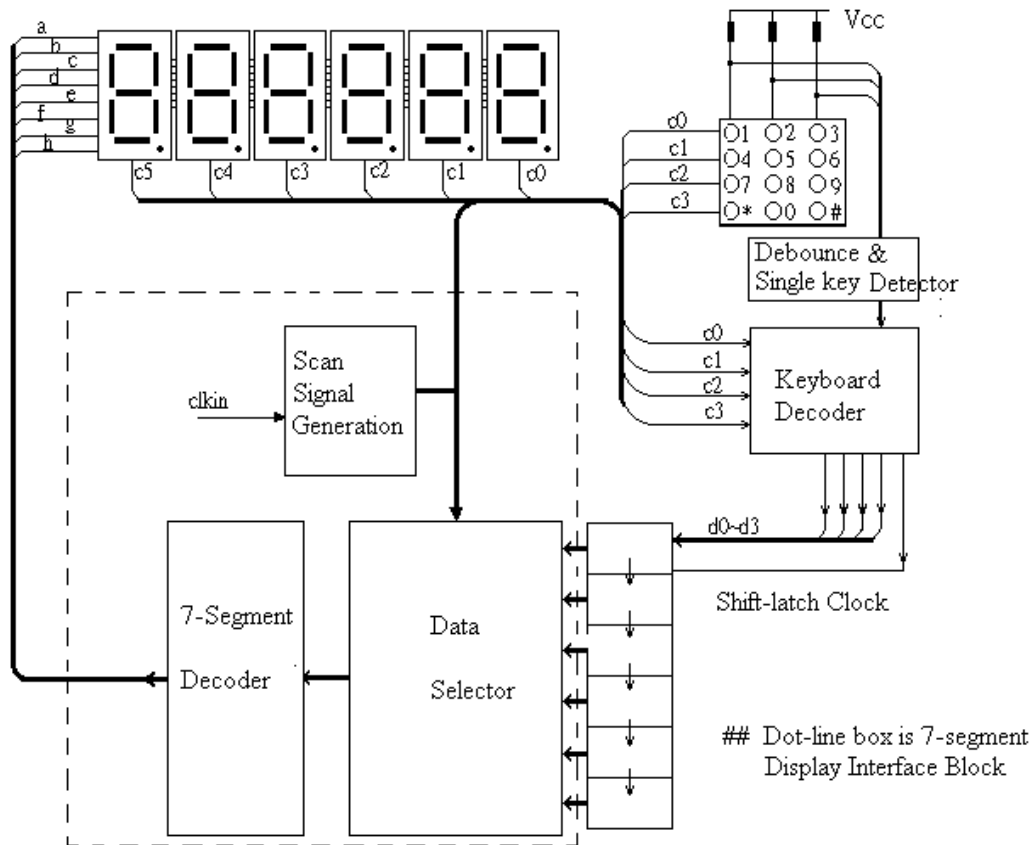 a
b
c
d
e
f
g
h
c5 c4 c3 c2 c1 c0
Vcc
c0
c1
c2
c3
1 2 3
4 5 6
7 8 9
* 0 #
Debounce &
Single key Detector
c0
c1
c2
c3
Keyboard
Decoder
Scan
Signal
Generation
clkin
d0~d3
Shift-latch Clock
7-Segment
Decoder
Data
Selector
## Dot-line box is 7-segment
Display Interface Block